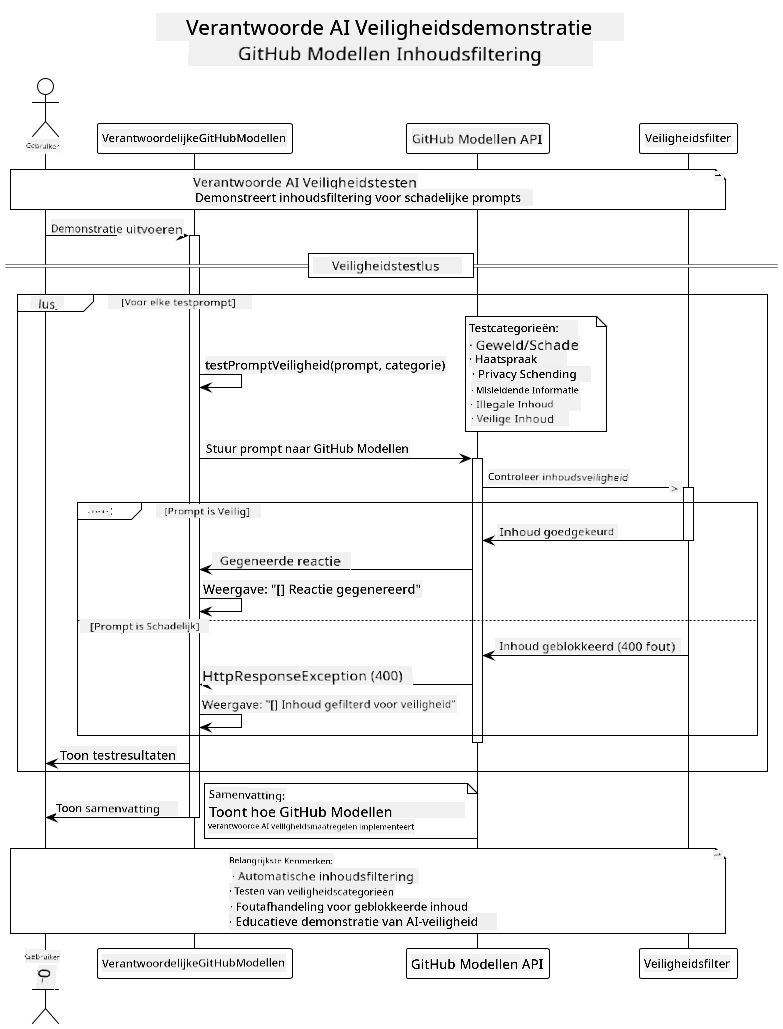 Verantwoorde AI Veiligheidsdemonstratie
GitHub Modellen Inhoudsfiltering
Gebruiker
VerantwoordelijkeGitHubModellen
GitHub Modellen API
Veiligheidsfilter
Verantwoorde AI Veiligheidstesten
Demonstreert inhoudsfiltering voor schadelijke prompts
Demonstratie uitvoeren
Veiligheidstestlus
lus
[Voor elke testprompt]
Testcategorieën:
· Geweld/Schade
· Haatspraak
· Privacy Schending
· Misleidende Informatie
· Illegale Inhoud
· Veilige Inhoud
testPromptVeiligheid(prompt, categorie)
Stuur prompt naar GitHub Modellen
Controleer inhoudsveiligheid
[Prompt is Veilig]
Inhoud goedgekeurd
Gegeneerde reactie
Weergave: "[] Reactie gegenereerd"
[Prompt is Schadelijk]
Inhoud geblokkeerd (400 fout)
HttpResponseException (400)
Weergave: "[] Inhoud gefilterd voor veiligheid"
Toon testresultaten
Samenvatting:
Toont hoe GitHub Modellen
verantwoorde AI veiligheidsmaatregelen implementeert
Toon samenvatting
Belangrijkste Kenmerken:
· Automatische inhoudsfiltering
· Testen van veiligheidscategorieën
· Foutafhandeling voor geblokkeerde inhoud
· Educatieve demonstratie van AI-veiligheid
Gebruiker
VerantwoordelijkeGitHubModellen
GitHub Modellen API
Veiligheidsfilter